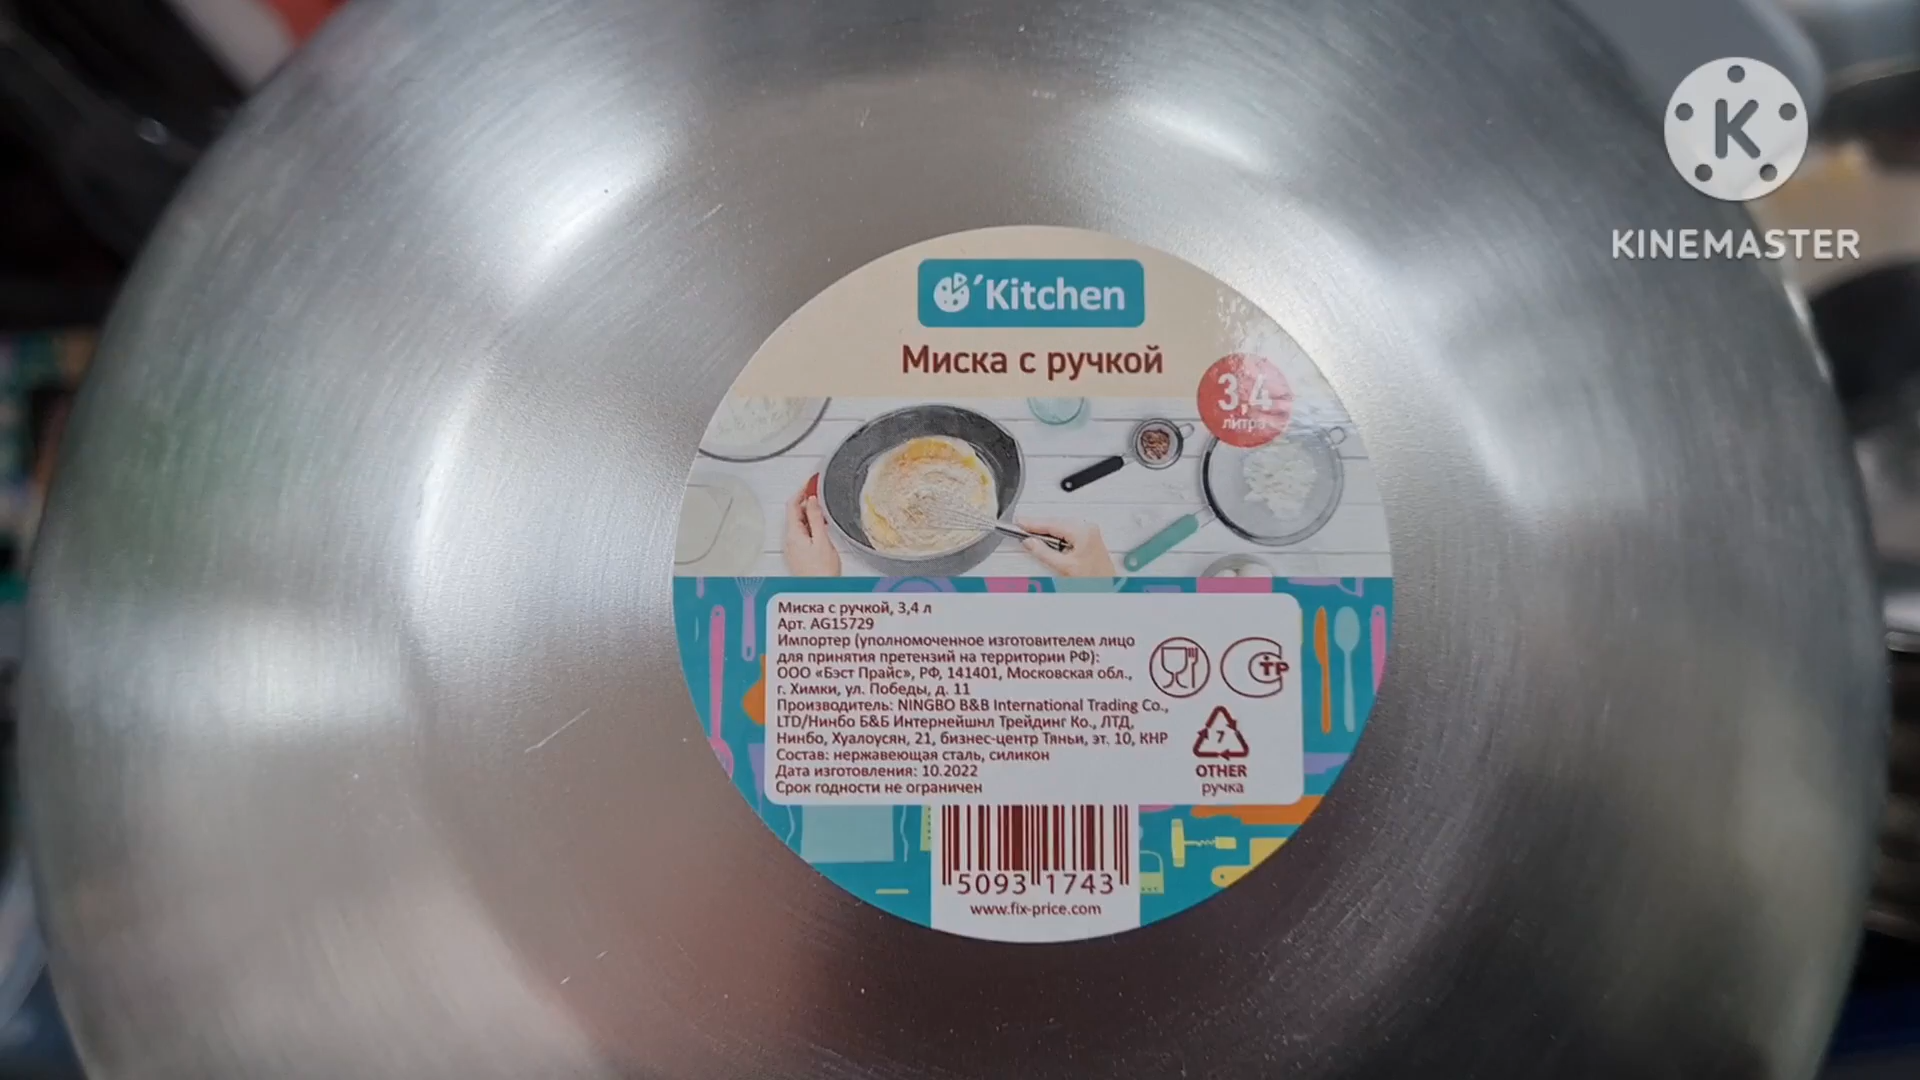 KINEMASTER
'Kitchen
Миска с ручкой
3,4
литра
Миска с ручкой, 3,4 л
Арт. AG15729
Импортер (уполномоченное изготовителем лицо
для принятия претензий на территории РФ):
ООО «Бэст Прайс», РФ, 141401, Московская обл.,
г. Химки, ул. Победы, д. 11
Производитель: NINGBO B&B International Trading Co.,
LTD/Нинбо Б&Б Интернейшнл Трейдинг Ко., ЛТД,
Нинбо, Хуалоусян, 21, бизнес-центр Тяньи, эт. 10, КНР
Состав: нержавеющая сталь, силикон
Дата изготовления: 10.2022
Срок годности не ограничен
СТР
7
OTHER
ручка
5093 1743
www.fix-price.com